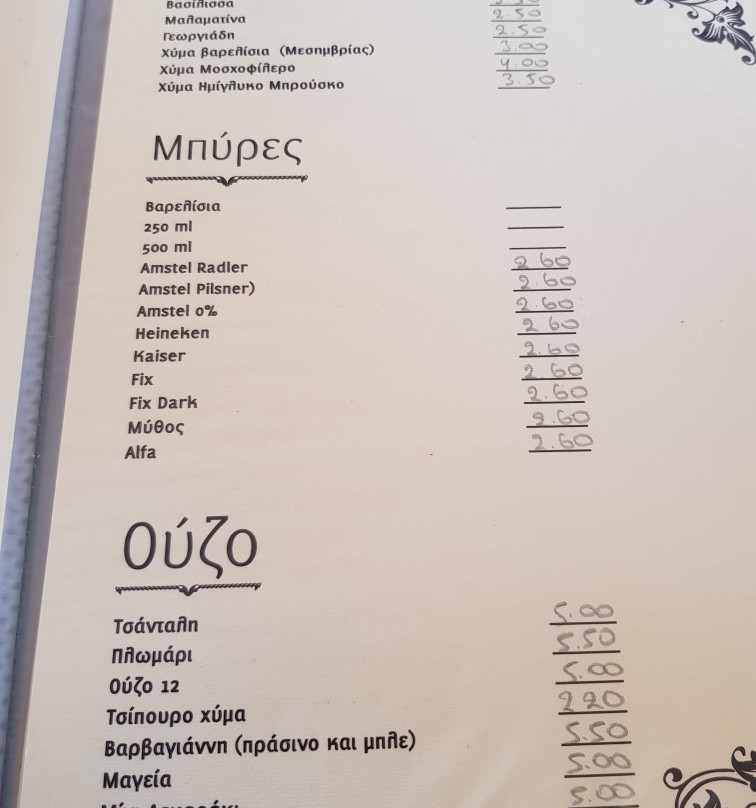 Βασίλισσα
Μαλαματίνα 2.50
Γεωργιάδη 2.50
Χύμα βαρελίσια (Μεσημβρίας) 3.00
Χύμα Μοσχοφίλερο 4.00
Χύμα Ημίγλυκο Μπρούσκο 3.50
Μπύρες
Βαρελίσια
250 ml
500 ml
Amstel Radler 2.60
Amstel Pilsner) 2.60
Amstel 0% 2.60
Heineken 2.60
Kaiser 2.60
Fix 2.60
Fix Dark 2.60
Μύθος 2.60
Alfa 2.60
Ούζο
Τσάνταλη 5.00
Πλωμάρι 5.50
Ούζο 12 5.00
Τσίπουρο χύμα 220
Βαρβαγιάννη (πράσινο και μπλε) 5.50
Μαγεία 5.00
5.00